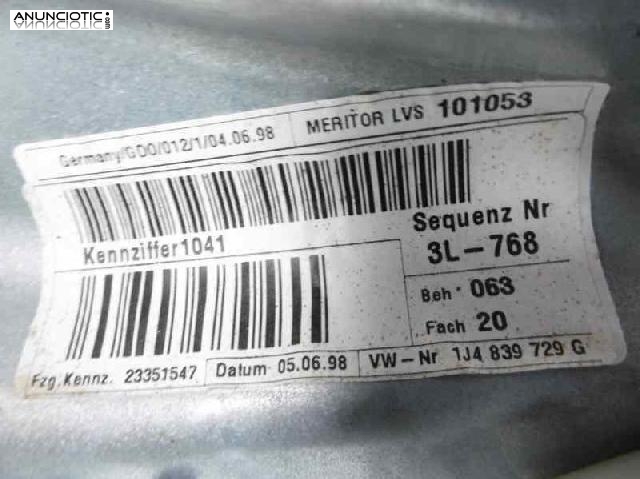 ANUNCIOTIC
.com
Germany/GDO/012/1/04.06.98
MERITOR LVS 101053
Kennziffer1041
Sequenz Nr
3L-768
Beh. 063
Fach 20
Fzg.Kennz. 23351547
Datum 05.06.98
VW-Nr 1J4 839 729 G